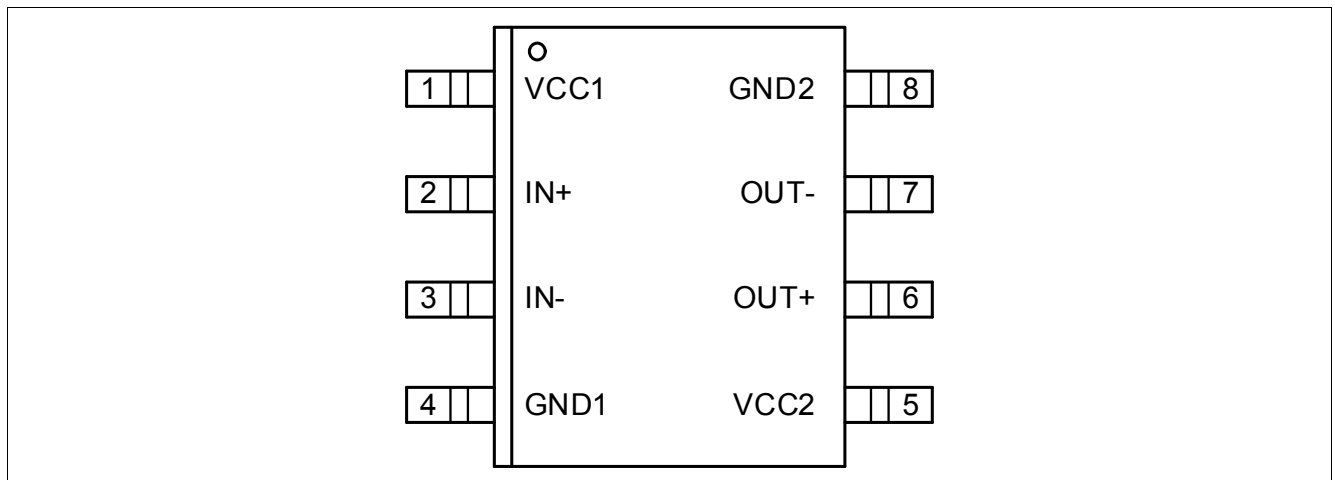 1 VCC1 GND2 8
2 IN+ OUT- 7
3 IN- OUT+ 6
4 GND1 VCC2 5